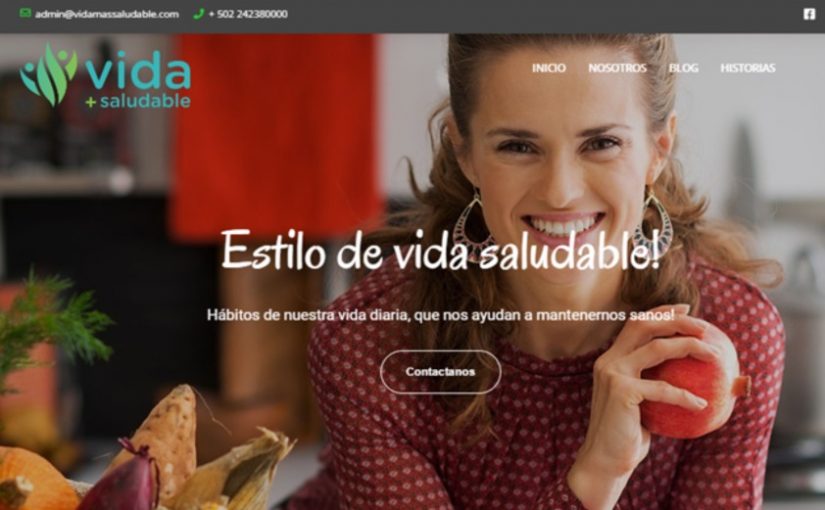 admin@vidamassaludable.com + 502 242380000
vida
+ saludable
INICIO NOSOTROS BLOG HISTORIAS
Estilo de vida saludable!
Hábitos de nuestra vida diaria, que nos ayudan a mantenernos sanos!
Contactanos